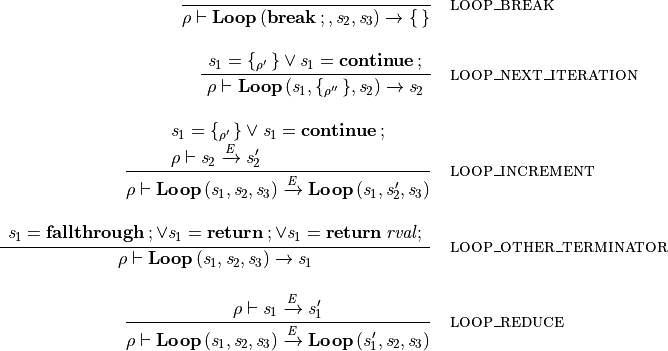 ρ ⊢ Loop (break ; , s₂, s₃) → { } LOOP_BREAK
s₁ = {ρ′ } ∨ s₁ = continue ;
ρ ⊢ Loop (s₁, {ρ″ }, s₂) → s₂ LOOP_NEXT_ITERATION
s₁ = {ρ′ } ∨ s₁ = continue ;
ρ ⊢ s₂ →ᴱ s₂′
ρ ⊢ Loop (s₁, s₂, s₃) →ᴱ Loop (s₁, s₂′, s₃) LOOP_INCREMENT
s₁ = fallthrough ; ∨s₁ = return ; ∨s₁ = return rval;
ρ ⊢ Loop (s₁, s₂, s₃) → s₁ LOOP_OTHER_TERMINATOR
ρ ⊢ s₁ →ᴱ s₁′
ρ ⊢ Loop (s₁, s₂, s₃) →ᴱ Loop (s₁′, s₂, s₃) LOOP_REDUCE